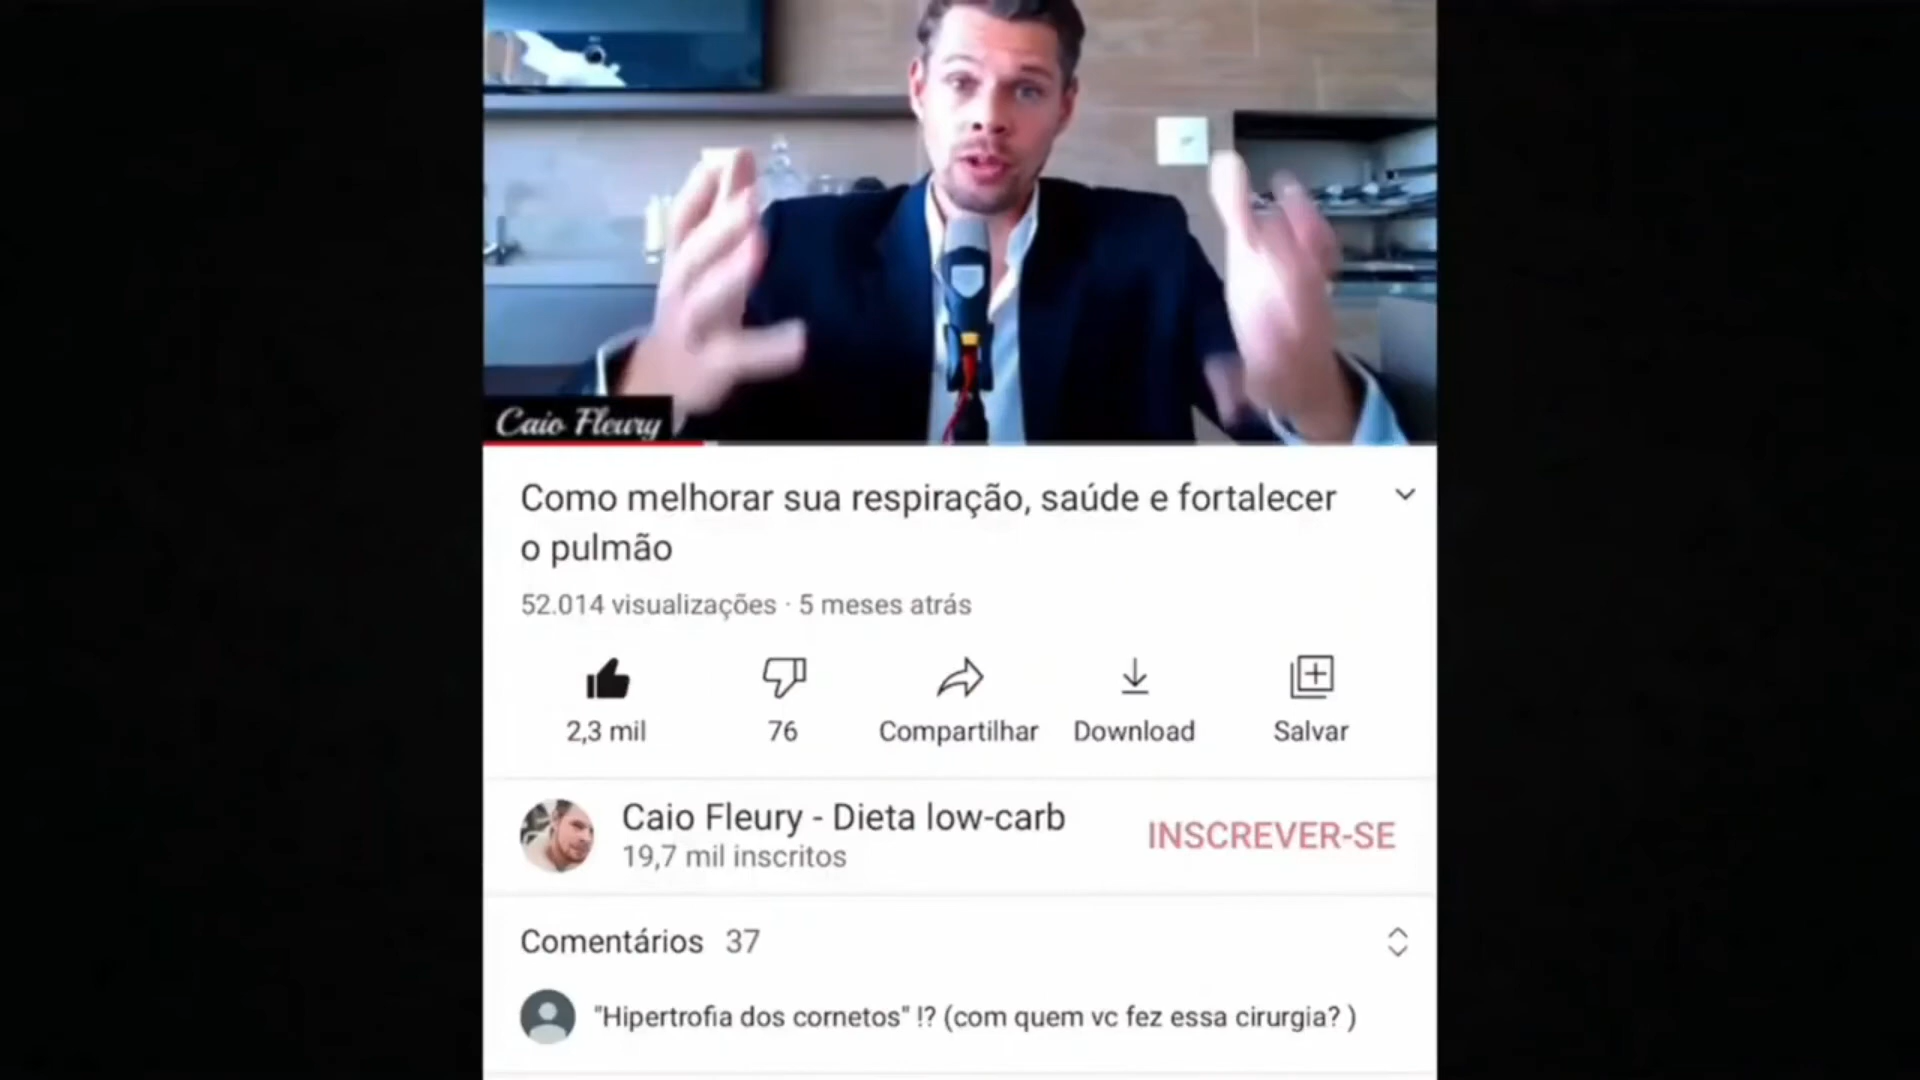 Caio Fleury
Como melhorar sua respiração, saúde e fortalecer
o pulmão
52.014 visualizações · 5 meses atrás
2,3 mil
76
Compartilhar
Download
Salvar
Caio Fleury - Dieta low-carb
19,7 mil inscritos
INSCREVER-SE
Comentários 37
"Hipertrofia dos cornetos" !? (com quem vc fez essa cirurgia? )